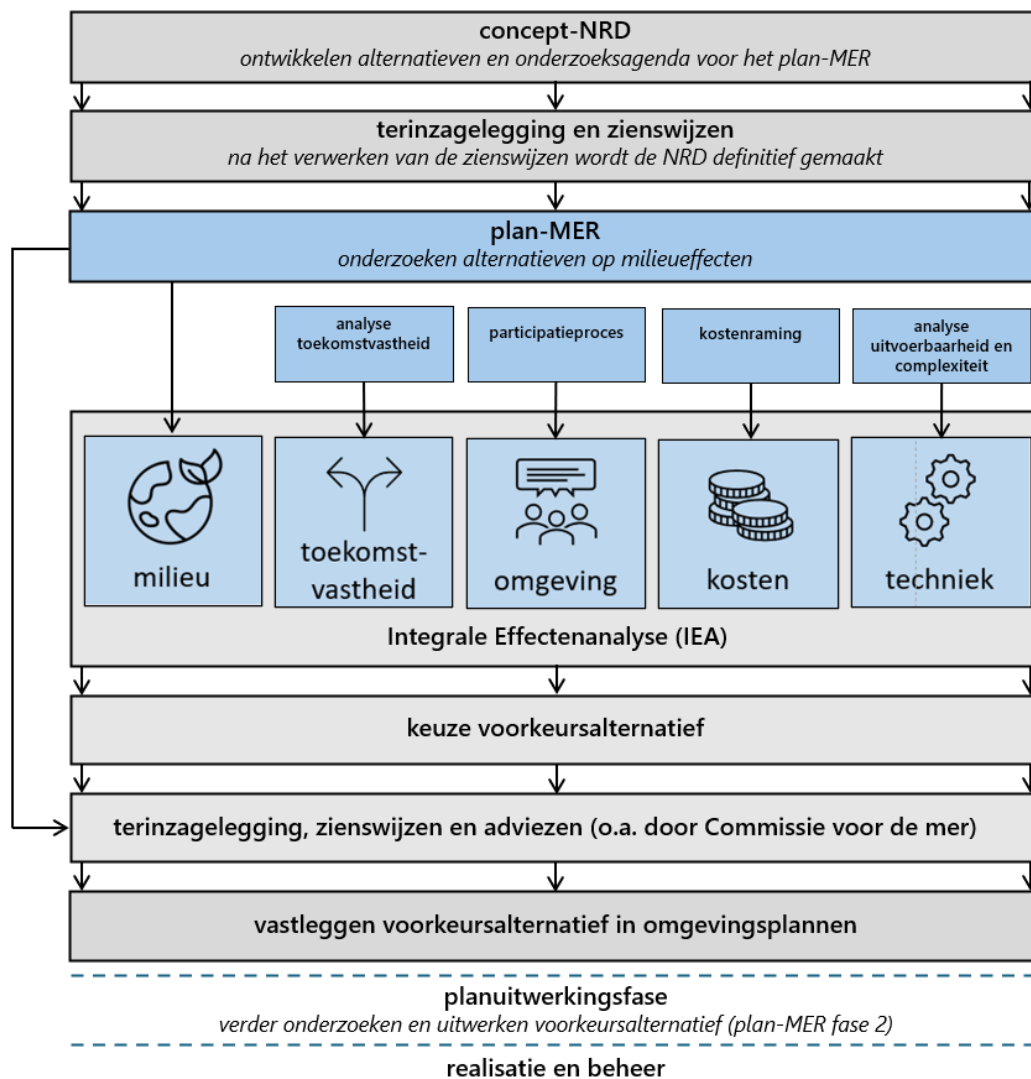 concept-NRD
ontwikkelen alternatieven en onderzoeksagenda voor het plan-MER
terinzagelegging en zienswijzen
na het verwerken van de zienswijzen wordt de NRD definitief gemaakt
plan-MER
onderzoeken alternatieven op milieueffecten
analyse
toekomstvastheid
participatieproces
kostenraming
analyse
uitvoerbaarheid en
complexiteit
milieu
toekomst-
vastheid
omgeving
kosten
techniek
Integrale Effectenanalyse (IEA)
keuze voorkeursalternatief
terinzagelegging, zienswijzen en adviezen (o.a. door Commissie voor de mer)
vastleggen voorkeursalternatief in omgevingsplannen
planuitwerkingsfase
verder onderzoeken en uitwerken voorkeursalternatief (plan-MER fase 2)
realisatie en beheer